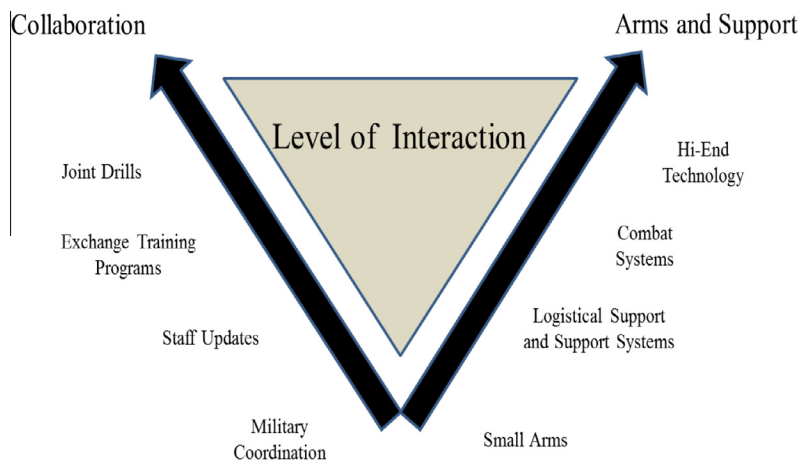 Collaboration
Arms and Support
Level of Interaction
Joint Drills
Hi-End
Technology
Exchange Training
Programs
Combat
Systems
Staff Updates
Logistical Support
and Support Systems
Military
Coordination
Small Arms